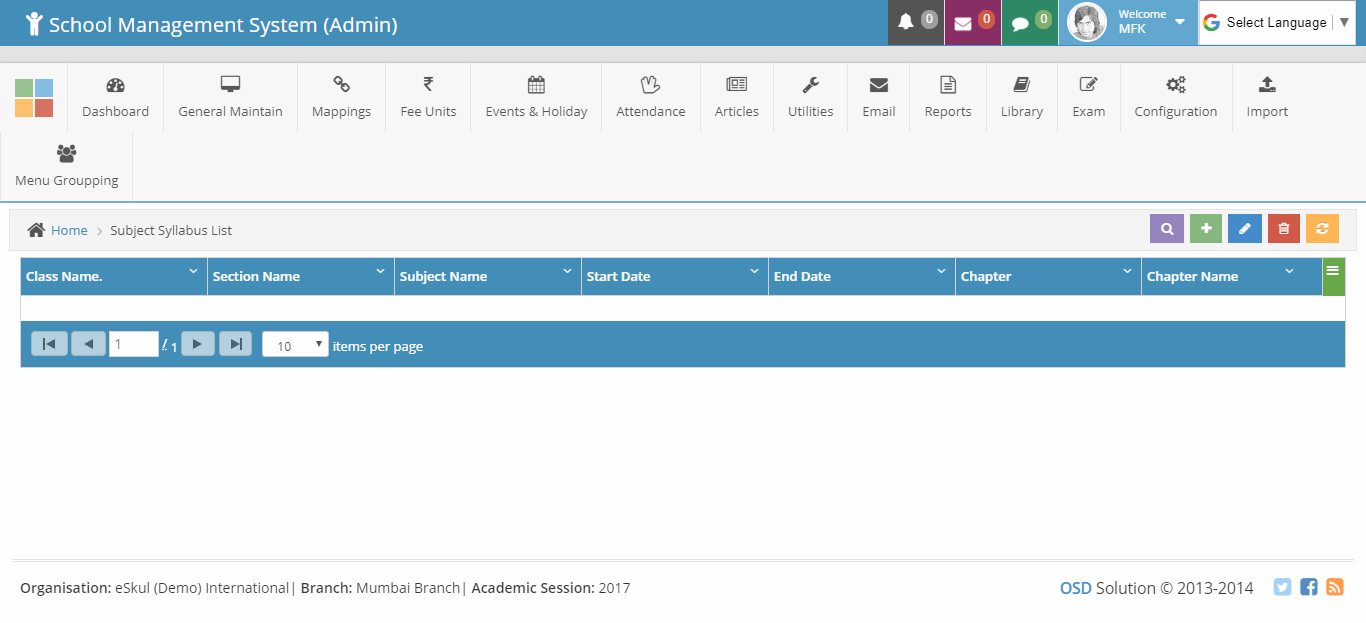 School Management System (Admin)
0
0
0
Welcome
MFK
Select Language
Dashboard
General Maintain
Mappings
Fee Units
Events & Holiday
Attendance
Articles
Utilities
Email
Reports
Library
Exam
Configuration
Import
Menu Groupping
Home > Subject Syllabus List
Class Name.
Section Name
Subject Name
Start Date
End Date
Chapter
Chapter Name
1 / 1 10 items per page
Organisation: eSkul (Demo) International| Branch: Mumbai Branch| Academic Session: 2017
OSD Solution © 2013-2014